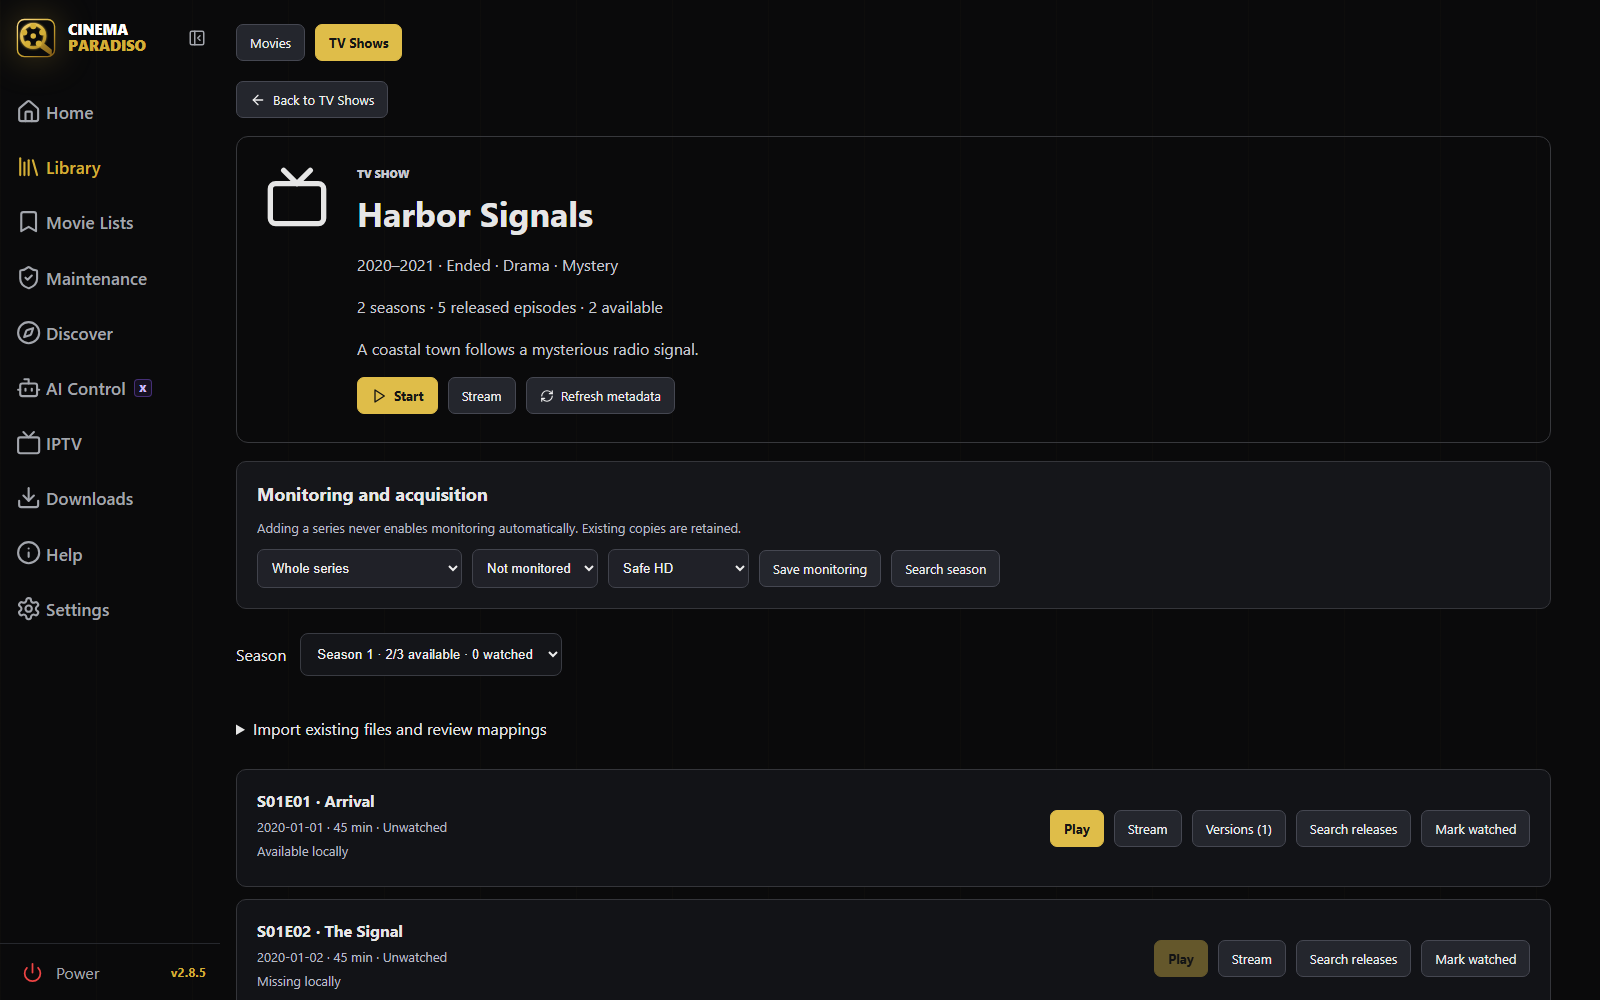 CINEMA
PARADISO
Movies
TV Shows
Back to TV Shows
Home
Library
Movie Lists
Maintenance
Discover
AI Control x
IPTV
Downloads
Help
Settings
Power
v2.8.5
TV SHOW
Harbor Signals
2020–2021 · Ended · Drama · Mystery
2 seasons · 5 released episodes · 2 available
A coastal town follows a mysterious radio signal.
Start
Stream
Refresh metadata
Monitoring and acquisition
Adding a series never enables monitoring automatically. Existing copies are retained.
Whole series
Not monitored
Safe HD
Save monitoring
Search season
Season
Season 1 · 2/3 available · 0 watched
Import existing files and review mappings
S01E01 · Arrival
2020-01-01 · 45 min · Unwatched
Available locally
Play
Stream
Versions (1)
Search releases
Mark watched
S01E02 · The Signal
2020-01-02 · 45 min · Unwatched
Missing locally
Play
Stream
Search releases
Mark watched